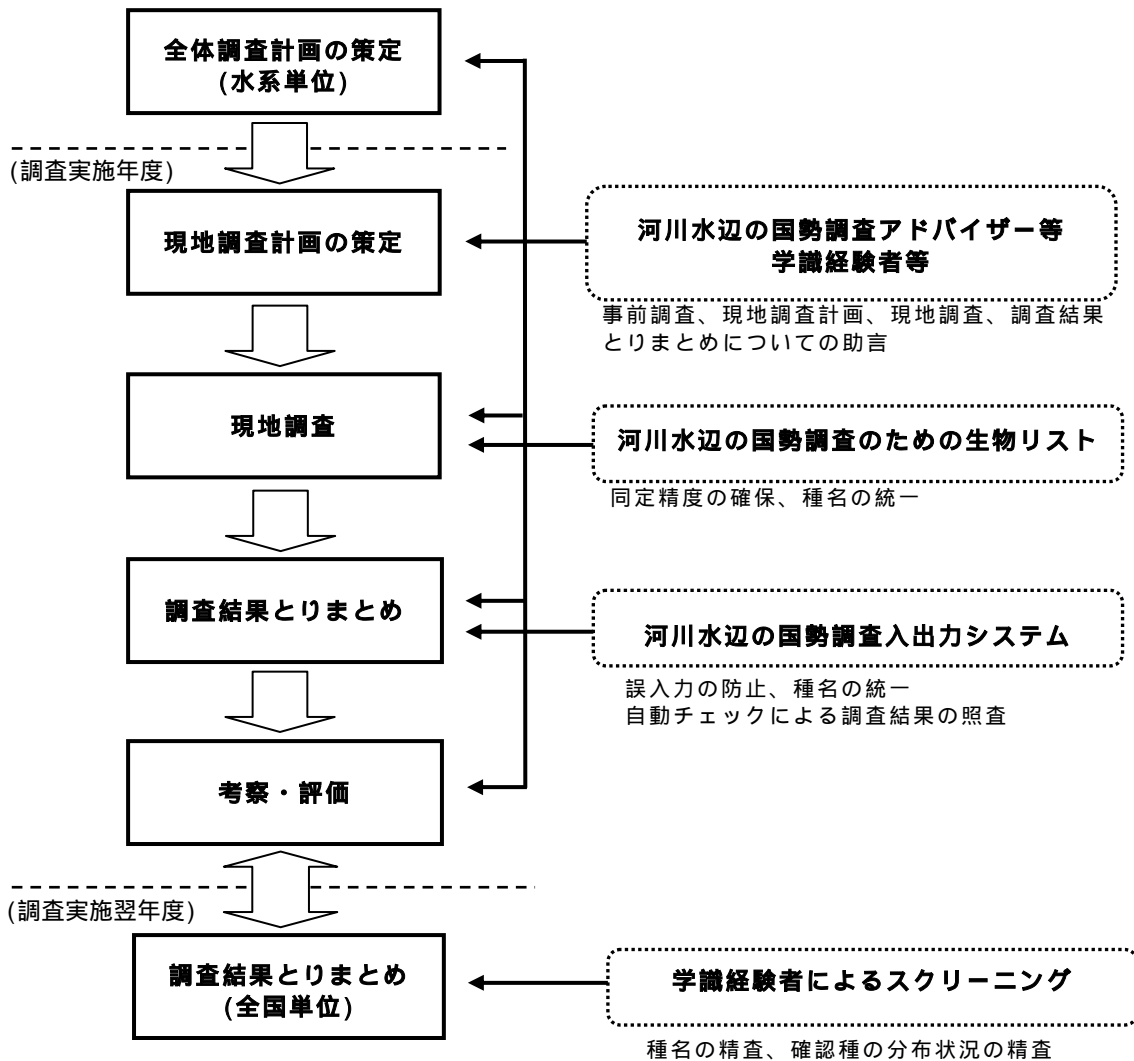 全体調査計画の策定
(水系単位)
(調査実施年度)
現地調査計画の策定
河川水辺の国勢調査アドバイザー等
学識経験者等
事前調査、現地調査計画、現地調査、調査結果
とりまとめについての助言
現地調査
河川水辺の国勢調査のための生物リスト
同定精度の確保、種名の統一
調査結果とりまとめ
河川水辺の国勢調査入出力システム
誤入力の防止、種名の統一
自動チェックによる調査結果の照査
考察・評価
(調査実施翌年度)
調査結果とりまとめ
(全国単位)
学識経験者によるスクリーニング
種名の精査、確認種の分布状況の精査